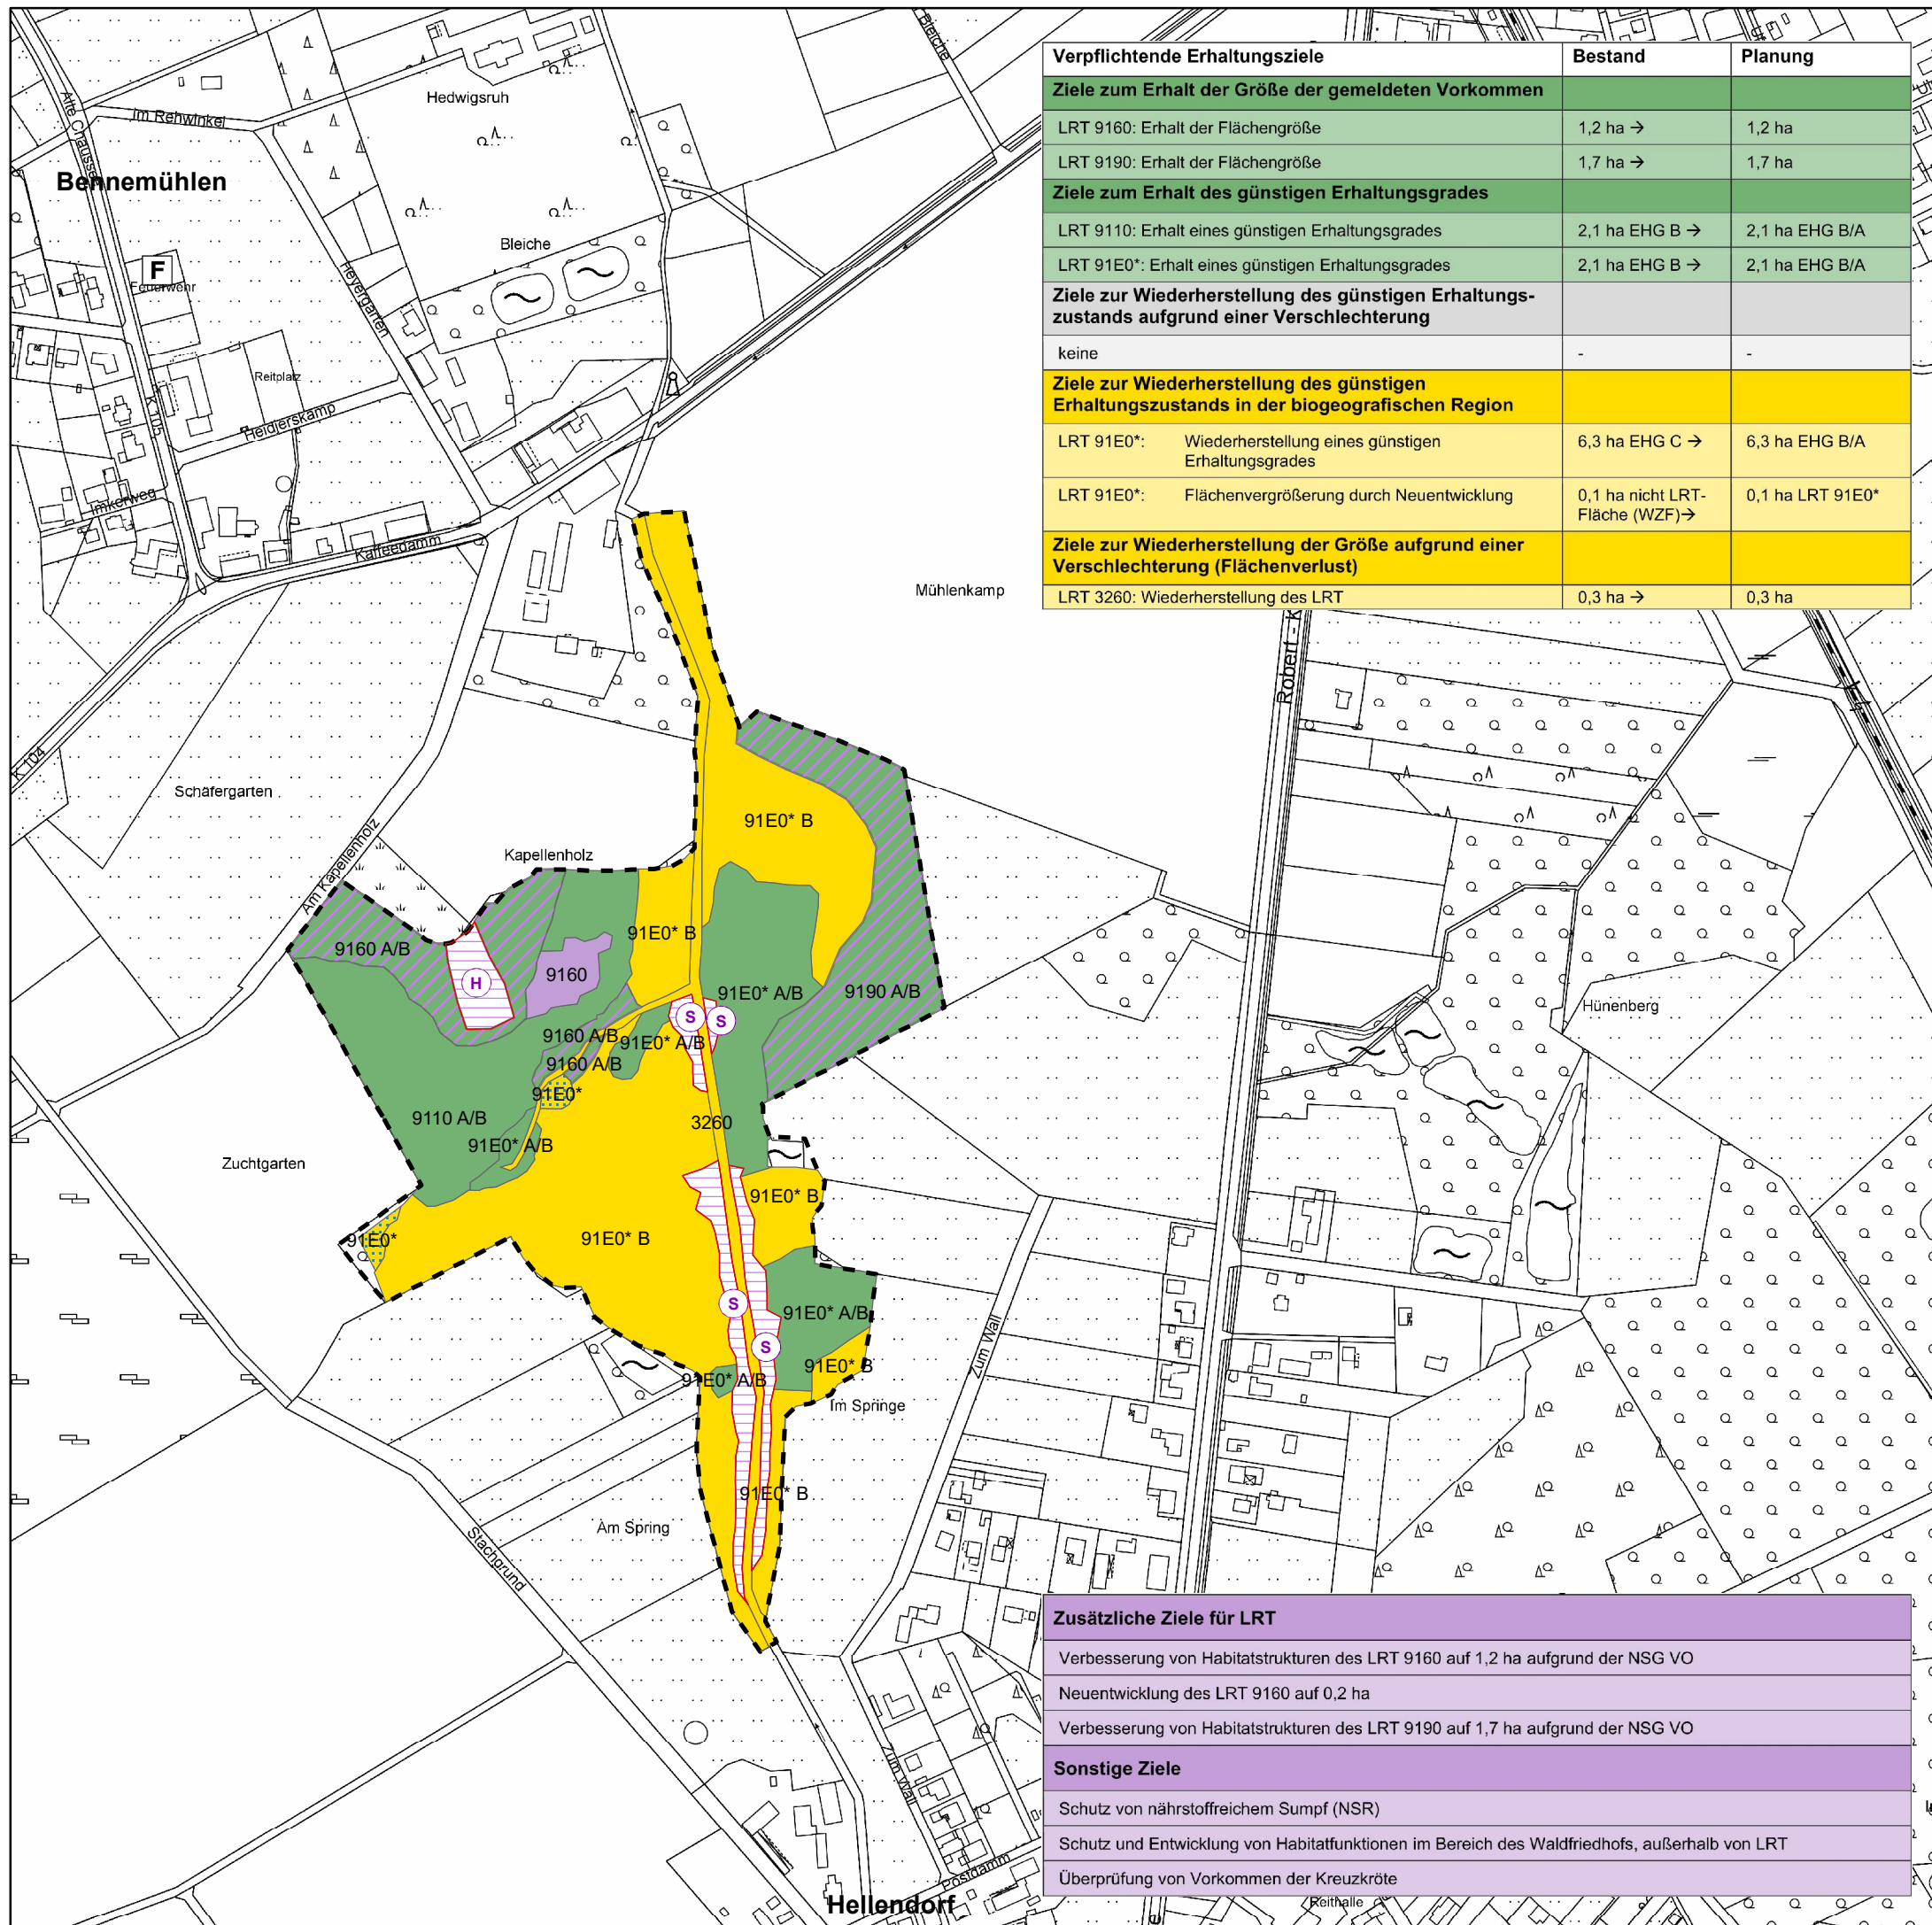 Verpflichtende Erhaltungsziele Bestand Planung
Ziele zum Erhalt der Größe der gemeldeten Vorkommen
LRT 9160: Erhalt der Flächengröße 1,2 ha → 1,2 ha
LRT 9190: Erhalt der Flächengröße 1,7 ha → 1,7 ha
Ziele zum Erhalt des günstigen Erhaltungsgrades
LRT 9110: Erhalt eines günstigen Erhaltungsgrades 2,1 ha EHG B → 2,1 ha EHG B/A
LRT 91E0*: Erhalt eines günstigen Erhaltungsgrades 2,1 ha EHG B → 2,1 ha EHG B/A
Ziele zur Wiederherstellung des günstigen Erhaltungs-
zustands aufgrund einer Verschlechterung
keine - -
Ziele zur Wiederherstellung des günstigen
Erhaltungszustands in der biogeografischen Region
LRT 91E0*: Wiederherstellung eines günstigen 6,3 ha EHG C → 6,3 ha EHG B/A
Erhaltungsgrades
LRT 91E0*: Flächenvergrößerung durch Neuentwicklung 0,1 ha nicht LRT- 0,1 ha LRT 91E0*
Fläche (WZF)→
Ziele zur Wiederherstellung der Größe aufgrund einer
Verschlechterung (Flächenverlust)
LRT 3260: Wiederherstellung des LRT 0,3 ha → 0,3 ha
Bleiche
Hedwigsruh
Alte Chaussee
Im Rehwinkel
Bennemühlen
Bleiche
F
Feuerwehr
Heyergarten
Reitplatz
K 105
Heidjerskamp
Imkerweg
Kaffeedamm
Mühlenkamp
Robert - K
K 104
Schäfergarten
91E0* B
Am Kapellenholz
Kapellenholz
9160 A/B
91E0* B
9160
H
91E0* A/B
9190 A/B
Hünenberg
S
S
9160 A/B
91E0* A/B
9160 A/B
91E0*
9110 A/B
3260
91E0* A/B
Zuchtgarten
91E0* B
91E0*
91E0* B
S
91E0* A/B
S
Zum Wall
91E0* B
91E0* A/B
Im Springe
91E0* B
Am Spring
Stachgrund
Zum Wall
Postdamm
Hellendorf
Reithalle
Zusätzliche Ziele für LRT
Verbesserung von Habitatstrukturen des LRT 9160 auf 1,2 ha aufgrund der NSG VO
Neuentwicklung des LRT 9160 auf 0,2 ha
Verbesserung von Habitatstrukturen des LRT 9190 auf 1,7 ha aufgrund der NSG VO
Sonstige Ziele
Schutz von nährstoffreichem Sumpf (NSR)
Schutz und Entwicklung von Habitatfunktionen im Bereich des Waldfriedhofs, außerhalb von LRT
Überprüfung von Vorkommen der Kreuzkröte